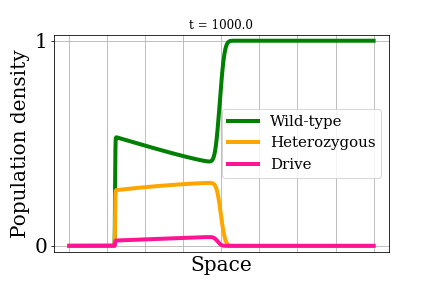 t = 1000.0
Population density
1
0
Wild-type
Heterozygous
Drive
Space